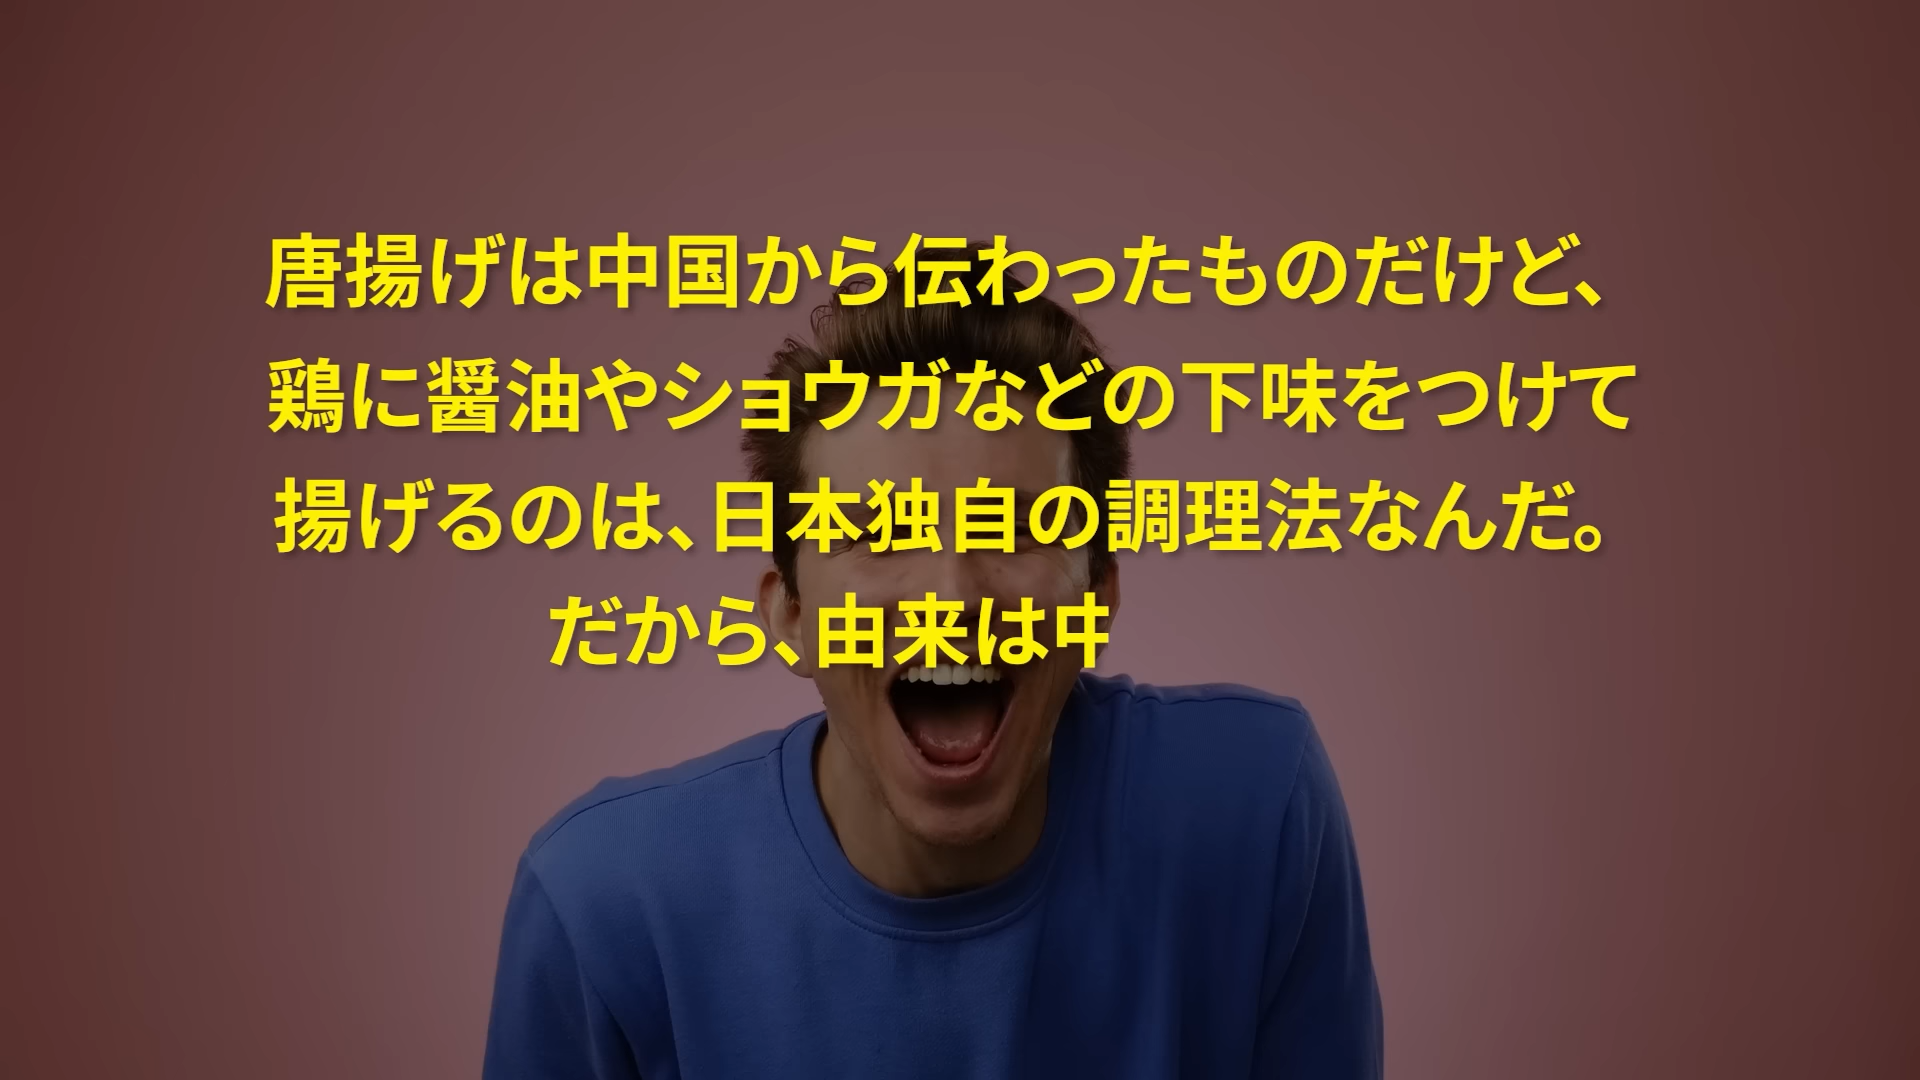 唐揚げは中国から伝わったものだけど、
鶏に醤油やショウガなどの下味をつけて
揚げるのは、日本独自の調理法なんだ。
だから、由来は